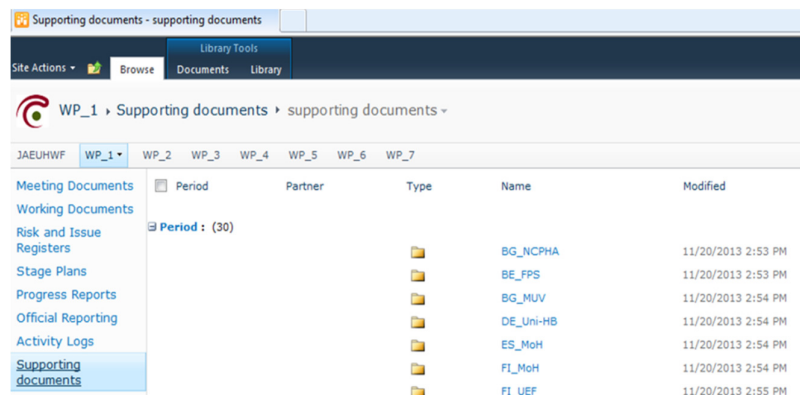 Supporting documents - supporting documents
Library Tools
Site Actions Browse Documents Library
WP_1 Supporting documents supporting documents
JAEUHWF WP_1 WP_2 WP_3 WP_4 WP_5 WP_6 WP_7
Meeting Documents
Working Documents
Risk and Issue
Registers
Stage Plans
Progress Reports
Official Reporting
Activity Logs
Supporting
documents
Period Partner Type Name Modified
Period : (30)
BG_NCPHA 11/20/2013 2:53 PM
BE_FPS 11/20/2013 2:53 PM
BG_MUV 11/20/2013 2:54 PM
DE_Uni-HB 11/20/2013 2:54 PM
ES_MoH 11/20/2013 2:54 PM
FI_MoH 11/20/2013 2:54 PM
FI_UEF 11/20/2013 2:55 PM